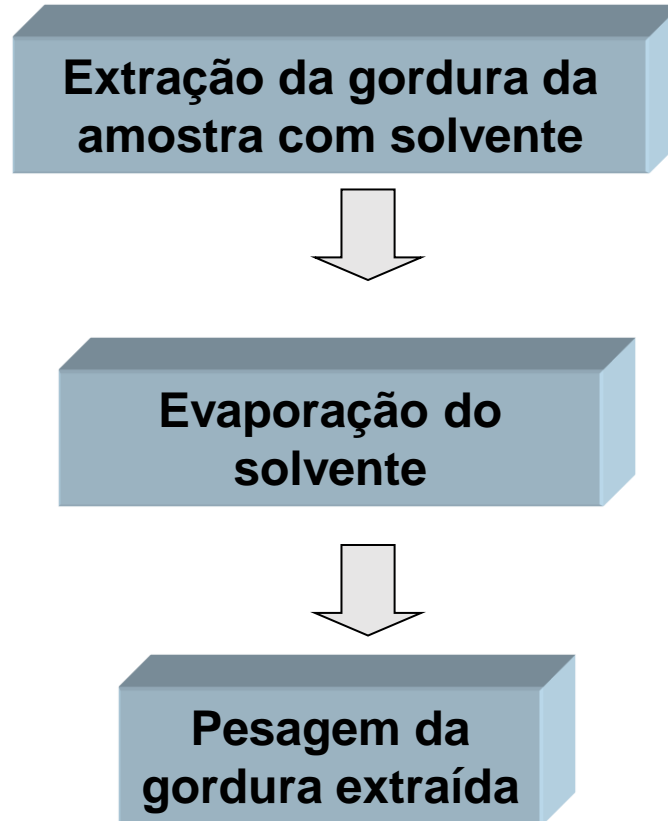 Extração da gordura da
amostra com solvente
Evaporação do
solvente
Pesagem da
gordura extraída